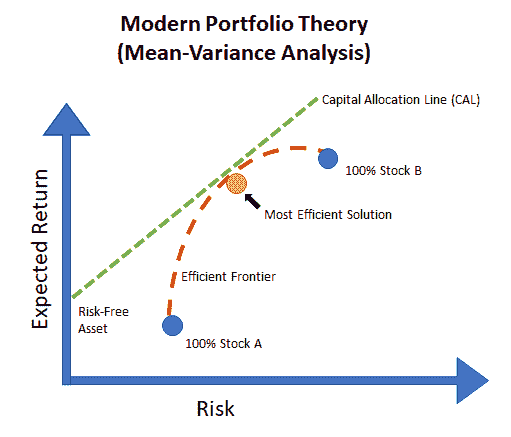 Modern Portfolio Theory
(Mean-Variance Analysis)
Capital Allocation Line (CAL)
100% Stock B
Most Efficient Solution
Efficient Frontier
Risk-Free
Asset
100% Stock A
Expected Return
Risk